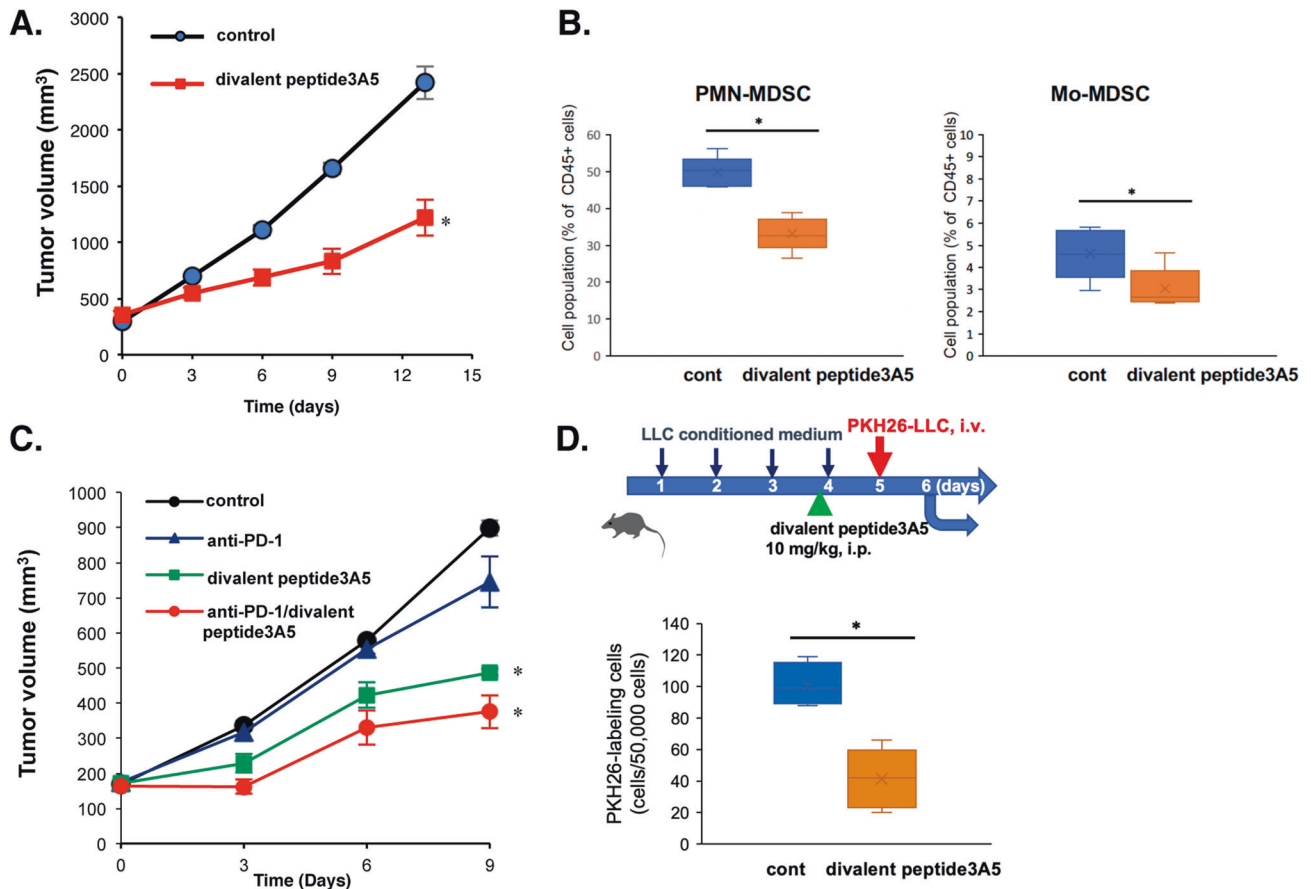 A.
control
divalent peptide3A5
*
Tumor volume (mm³)
3000
2500
2000
1500
1000
500
0
0 3 6 9 12 15
Time (days)
B.
PMN-MDSC
*
Cell population (% of CD45+ cells)
60
50
40
30
20
10
0
cont divalent peptide3A5
Mo-MDSC
*
Cell population (% of CD45+ cells)
10
9
8
7
6
5
4
3
2
1
0
cont divalent peptide3A5
C.
control
anti-PD-1
divalent peptide3A5
anti-PD-1/divalent
peptide3A5
*
*
Tumor volume (mm³)
1000
900
800
700
600
500
400
300
200
100
0
0 3 6 9
Time (Days)
D.
LLC conditioned medium
PKH26-LLC, i.v.
1 2 3 4 5 6 (days)
divalent peptide3A5
10 mg/kg, i.p.
*
PKH26-labeling cells
(cells/50,000 cells)
140
120
100
80
60
40
20
0
cont divalent peptide3A5